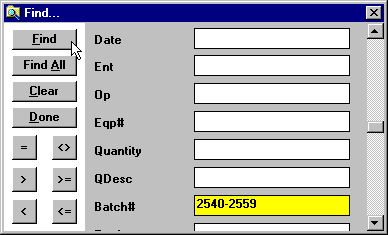 Find...
Find
Find All
Clear
Done
=
<>
>
>=
<
<=
Date
Ent
Op
Eqp#
Quantity
QDesc
Batch# 2540-2559